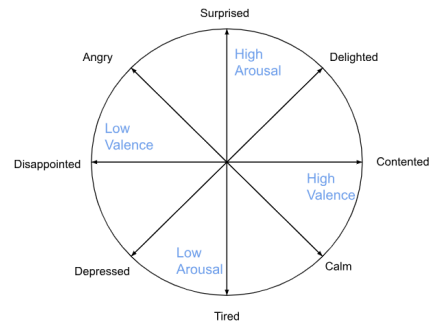 Surprised
High
Arousal
Angry
Delighted
Low
Valence
Disappointed
Contented
High
Valence
Low
Arousal
Depressed
Calm
Tired